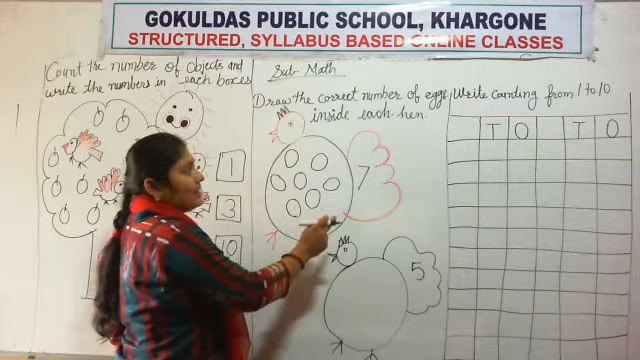 GOKULDAS PUBLIC SCHOOL, KHARGONE
STRUCTURED, SYLLABUS BASED ONLINE CLASSES
Count the number of objects and
write the numbers in each boxes
1
3
10
Sub- Math
Draw the correct number of eggs
inside each hen.
7
5
Write Counding from 1 to 10
T O T O